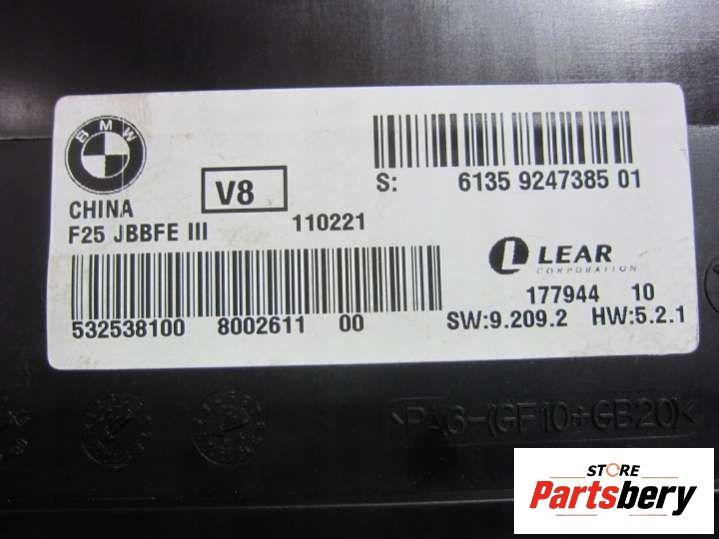 BMW
V8
CHINA
F25 JBBFE III 110221
S: 6135 9247385 01
LEAR
CORPORATION
532538100 8002611 00
177944 10
SW:9.209.2 HW:5.2.1
>PA6-(GF10+GB20)<
STORE
Partsbery